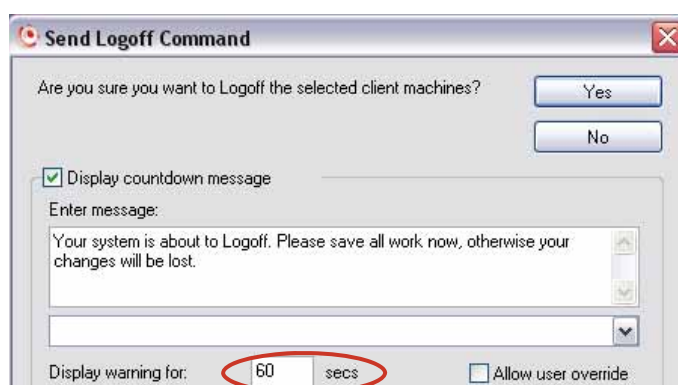 Send Logoff Command
Are you sure you want to Logoff the selected client machines?
Yes
No
Display countdown message
Enter message:
Your system is about to Logoff. Please save all work now, otherwise your
changes will be lost.
Display warning for: 60 secs Allow user override